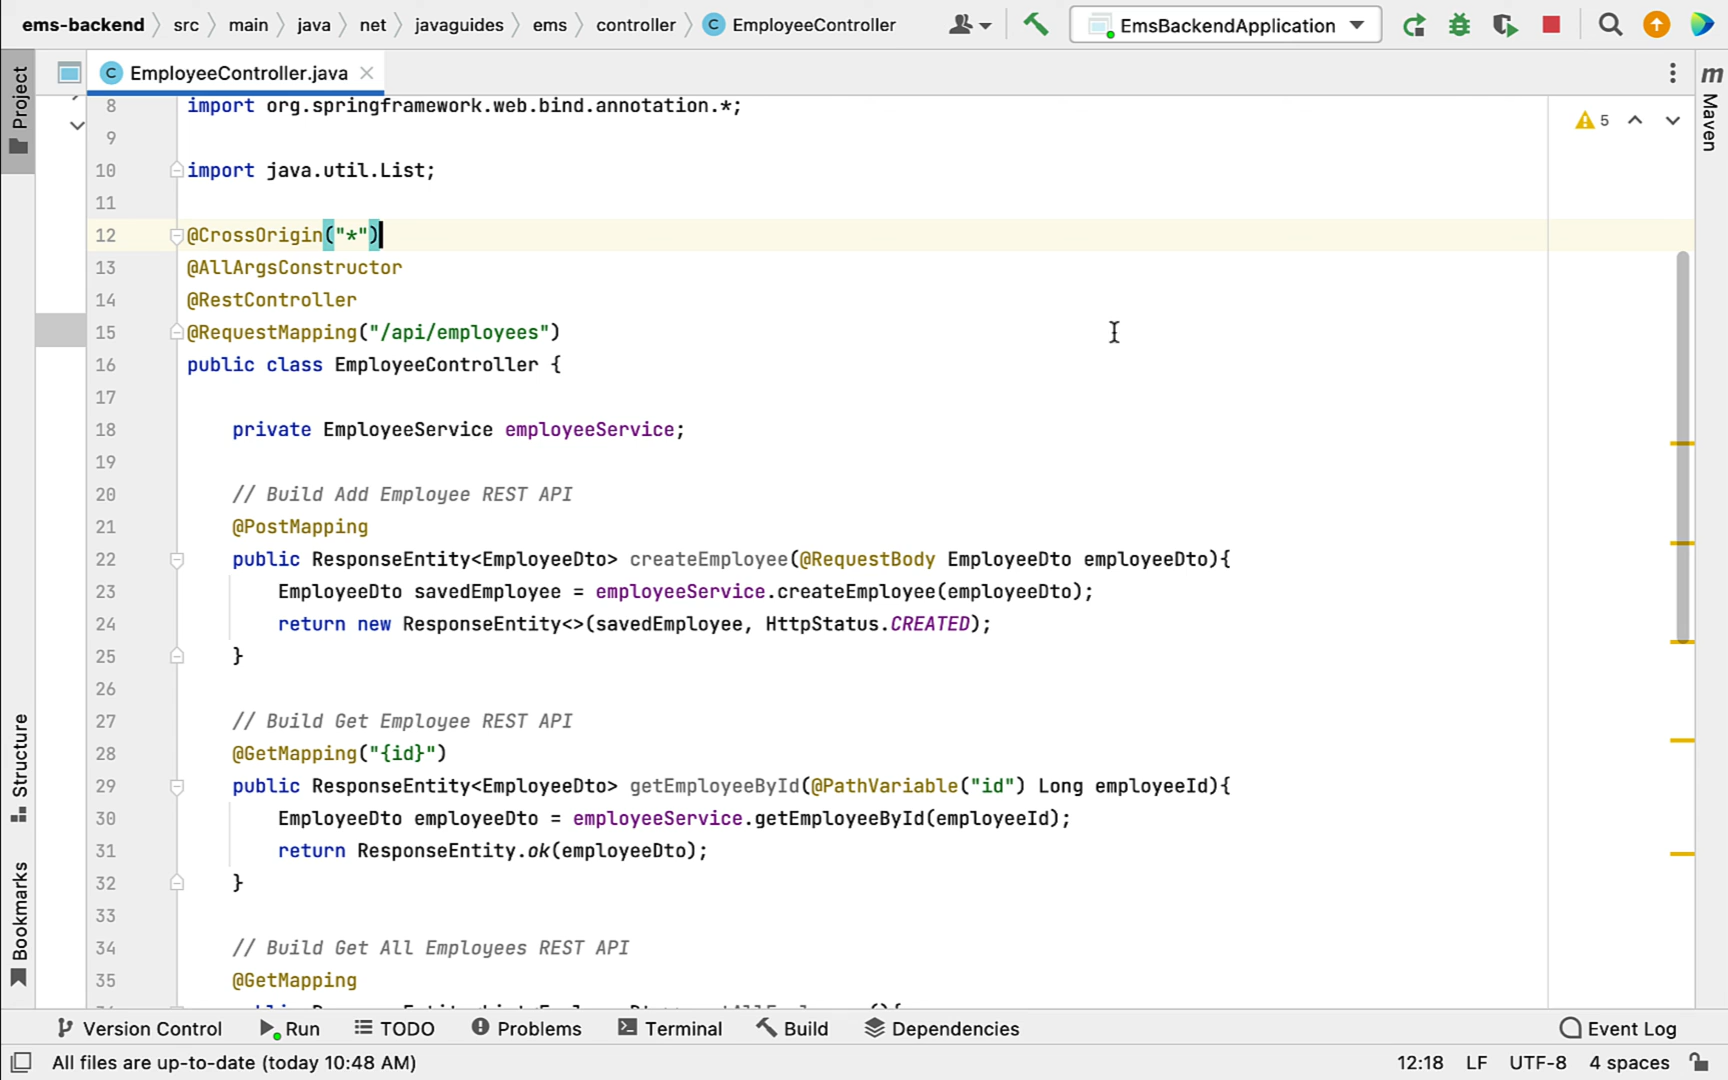 ems-backend src main java net javaguides ems controller EmployeeController EmsBackendApplication
EmployeeController.java
Project
Structure
Bookmarks
Maven
5
8 import org.springframework.web.bind.annotation.*;
9
10 import java.util.List;
11
12 @CrossOrigin("*")
13 @AllArgsConstructor
14 @RestController
15 @RequestMapping("/api/employees")
16 public class EmployeeController {
17
18 private EmployeeService employeeService;
19
20 // Build Add Employee REST API
21 @PostMapping
22 public ResponseEntity<EmployeeDto> createEmployee(@RequestBody EmployeeDto employeeDto){
23 EmployeeDto savedEmployee = employeeService.createEmployee(employeeDto);
24 return new ResponseEntity<>(savedEmployee, HttpStatus.CREATED);
25 }
26
27 // Build Get Employee REST API
28 @GetMapping("{id}")
29 public ResponseEntity<EmployeeDto> getEmployeeById(@PathVariable("id") Long employeeId){
30 EmployeeDto employeeDto = employeeService.getEmployeeById(employeeId);
31 return ResponseEntity.ok(employeeDto);
32 }
33
34 // Build Get All Employees REST API
35 @GetMapping
Version Control Run TODO Problems Terminal Build Dependencies Event Log
All files are up-to-date (today 10:48 AM) 12:18 LF UTF-8 4 spaces